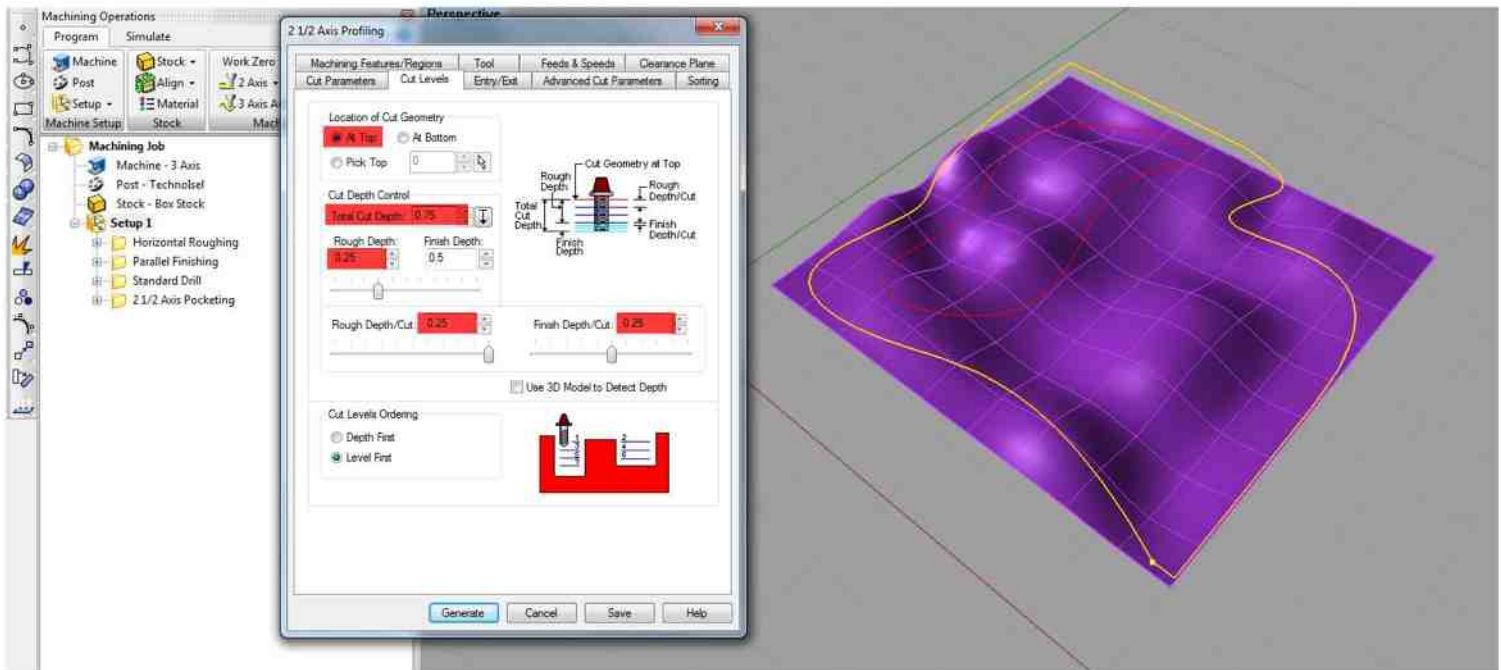 Machining Operations
Program Simulate
Machine
Post
Setup
Machine Setup
Stock
Align
Material
Stock
Work Zero
2 Axis
3 Axis
Machining Job
Machine - 3 Axis
Post - TechnoIsel
Stock - Box Stock
Setup 1
Horizontal Roughing
Parallel Finishing
Standard Drill
2 1/2 Axis Pocketing
Perspective
2 1/2 Axis Profiling
Machining Features/Regions Tool Feeds & Speeds Clearance Plane
Cut Parameters Cut Levels Entry/Exit Advanced Cut Parameters Sorting
Location of Cut Geometry
At Top At Bottom
Pick Top 0
Cut Depth Control
Total Cut Depth: 0.75
Rough Depth: Finish Depth:
0.25 0.5
Cut Geometry at Top
Rough
Depth
Rough
Depth/Cut
Total
Cut
Depth
Finish
Depth/Cut
Finish
Depth
Rough Depth/Cut: 0.25 Finish Depth/Cut: 0.25
Use 3D Model to Detect Depth
Cut Levels Ordering
Depth First
Level First
Generate Cancel Save Help